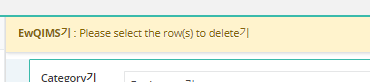 EwQIMS기 : Please select the row(s) to delete기
Category기